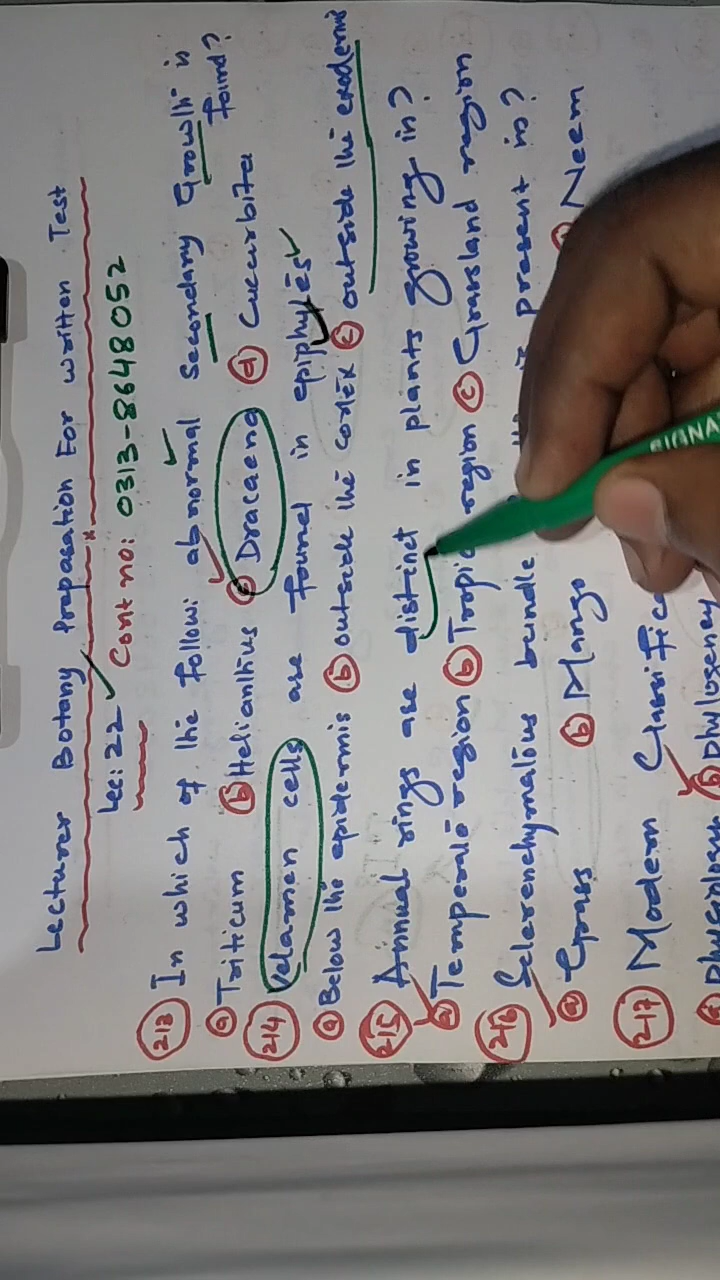 Lecturer Botany Prepasation For written Test
Lec: 22 Cont no: 0313-8648052
213 In which of the follow: abnormal Secondary Growth is found?
a Triticum b Helianthus c Dracaena d Cucurbita
214 Velamen cells are found in epiphytes
a Below the epidermis b outside the cortex c outside the exodermis
215 Annual rings are distinct in plants growing in?
a Temperate region b Tropic region c Grassland region
216 Sclerenchymatous bundle present in?
a Grass b Mango Neem
217 Modern Classific
b phylogeny
SIGNA